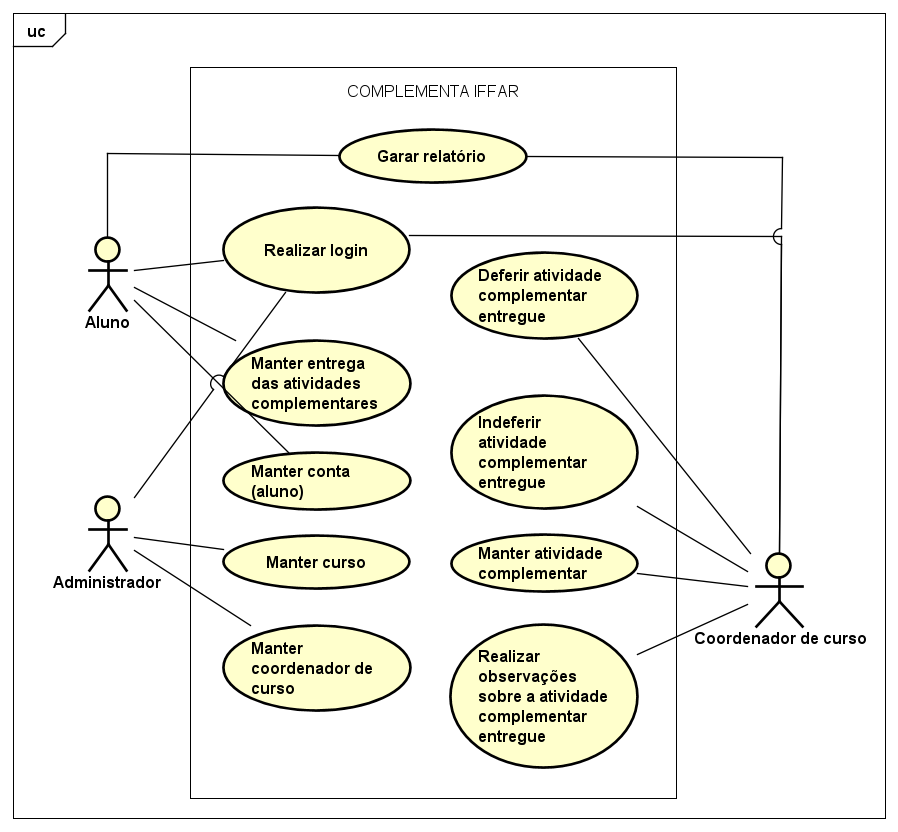 uc
COMPLEMENTA IFFAR
Garar relatório
Realizar login
Deferir atividade
complementar
entregue
Aluno
Manter entrega
das atividades
complementares
Indeferir
atividade
complementar
entregue
Manter conta
(aluno)
Administrador
Manter curso
Manter atividade
complementar
Coordenador de curso
Manter
coordenador de
curso
Realizar
observações
sobre a atividade
complementar
entregue